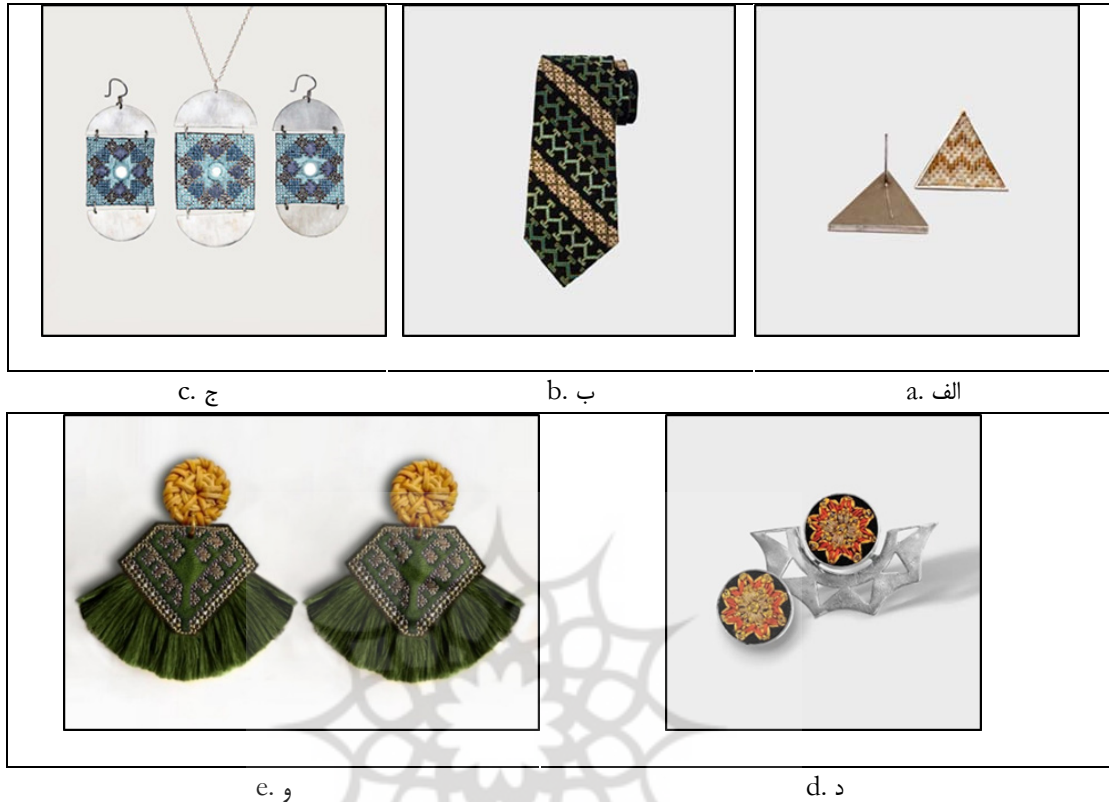 a. الف
b. ب
c. ج
d. د
e. و